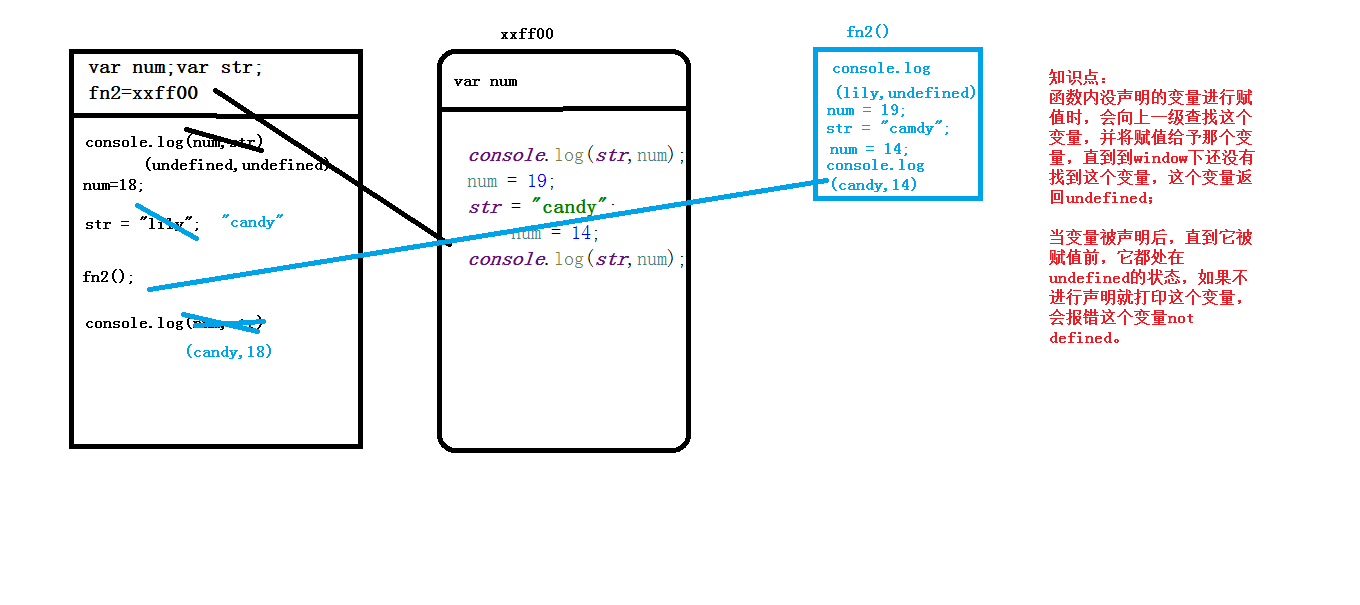 xxff00
fn2()
var num;var str;
fn2=xxff00
console.log(num,str)
(undefined,undefined)
num=18;
str = "lily";
"candy"
fn2();
console.log(num,str)
(candy,18)
var num
console.log(str,num);
num = 19;
str = "candy";
num = 14;
console.log(str,num);
console.log
(lily,undefined)
num = 19;
str = "camdy";
num = 14;
console.log
(candy,14)
知识点:
函数内没声明的变量进行赋
值时，会向上一级查找这个
变量，并将赋值给予那个变
量，直到到window下还没有
找到这个变量，这个变量返
回undefined;
当变量被声明后，直到它被
赋值前，它都处在
undefined的状态，如果不
进行声明就打印这个变量，
会报错这个变量not
defined。